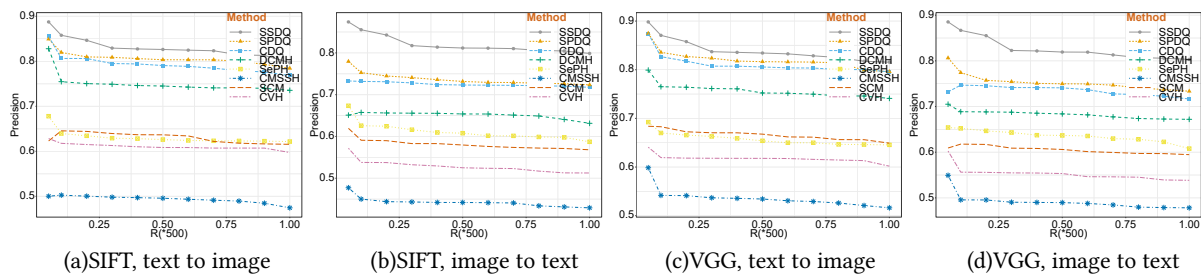 Method
SSDQ
SPDQ
CDQ
DCMH
SePH
CMSSH
SCM
CVH
Precision
0.9
0.8
0.7
0.6
0.5
0.25
0.50
0.75
1.00
R(*500)
(a)SIFT, text to image
Method
SSDQ
SPDQ
CDQ
DCMH
SePH
CMSSH
SCM
CVH
Precision
0.8
0.7
0.6
0.5
0.25
0.50
0.75
1.00
R(*500)
(b)SIFT, image to text
Method
SSDQ
SPDQ
CDQ
DCMH
SePH
CMSSH
SCM
CVH
Precision
0.9
0.8
0.7
0.6
0.5
0.25
0.50
0.75
1.00
R(*500)
(c)VGG, text to image
Method
SSDQ
SPDQ
CDQ
DCMH
SePH
CMSSH
SCM
CVH
Precision
0.9
0.8
0.7
0.6
0.5
0.25
0.50
0.75
1.00
R(*500)
(d)VGG, image to text